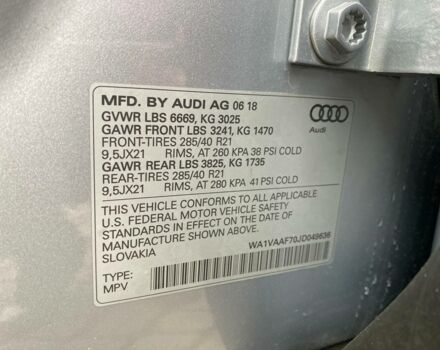 MFD. BY AUDI AG 06 18
GVWR LBS 6669, KG 3025
GAWR FRONT LBS 3241, KG 1470
FRONT-TIRES 285/40 R21
9,5JX21 RIMS, AT 260 KPA 38 PSI COLD
GAWR REAR LBS 3825, KG 1735
REAR-TIRES 285/40 R21
9,5JX21 RIMS, AT 280 KPA 41 PSI COLD
Audi
THIS VEHICLE CONFORMS TO ALL APPLICABLE
U.S. FEDERAL MOTOR VEHICLE SAFETY
STANDARDS IN EFFECT ON THE DATE OF
MANUFACTURE SHOWN ABOVE.
SLOVAKIA WA1VAAF70JD049636
TYPE:
MPV